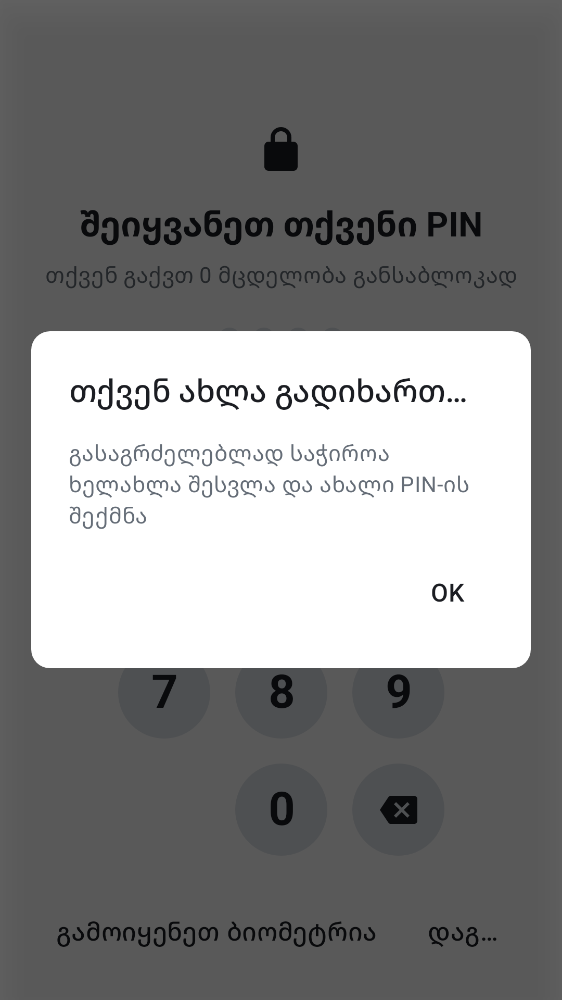 შეიყვანეთ თქვენი PIN
თქვენ გაქვთ 0 მცდელობა განსაბლოკად
თქვენ ახლა გადიხართ...
გასაგრძელებლად საჭიროა
ხელახლა შესვლა და ახალი PIN-ის
შექმნა
OK
7 8 9
0
გამოიყენეთ ბიომეტრია დაგ...